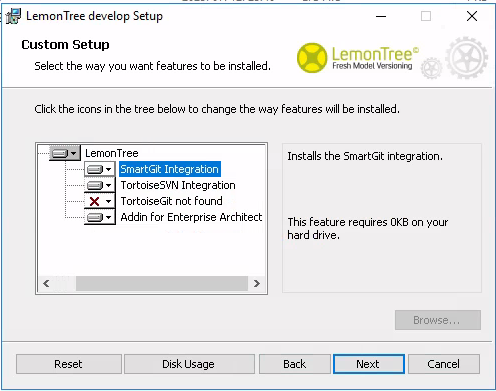 LemonTree develop Setup
Custom Setup
Select the way you want features to be installed.
LemonTree©
Fresh Model Versioning
Click the icons in the tree below to change the way features will be installed.
LemonTree
SmartGit Integration
TortoiseSVN Integration
TortoiseGit not found
Addin for Enterprise Architect
Installs the SmartGit integration.
This feature requires 0KB on your
hard drive.
Browse...
Reset
Disk Usage
Back
Next
Cancel